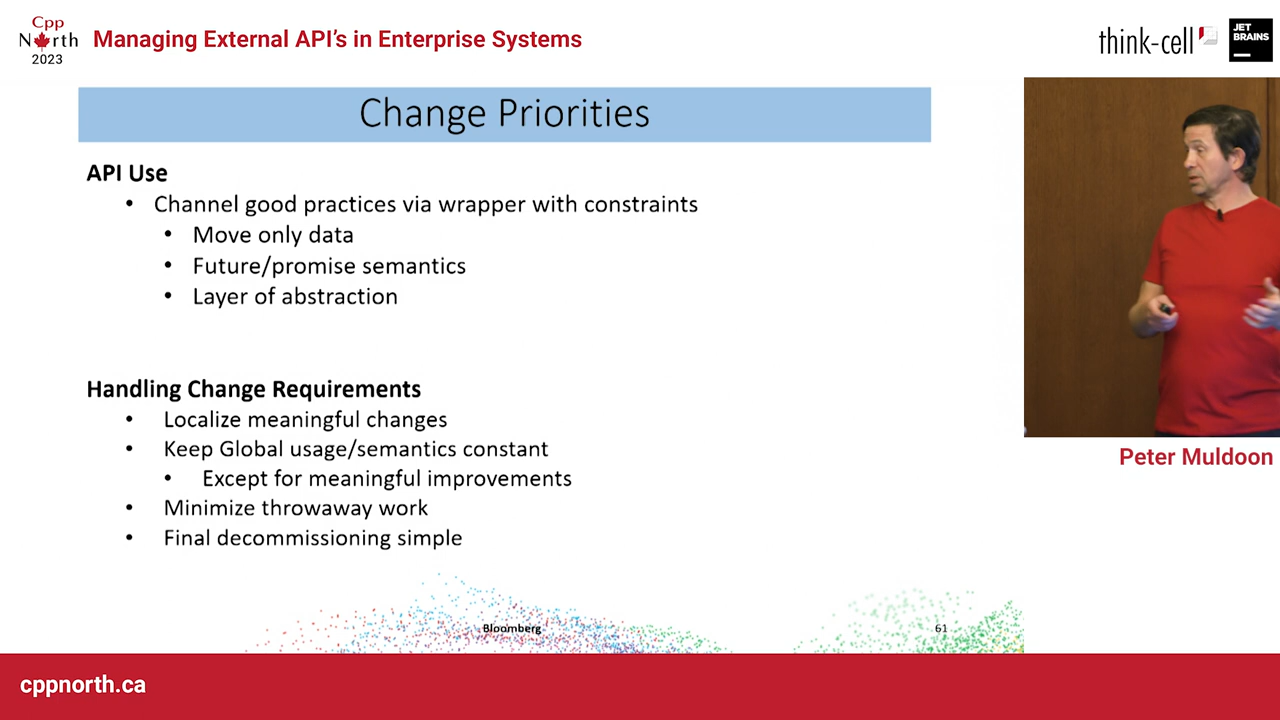 Cpp
North
2023
Managing External API's in Enterprise Systems
think-cell
JET
BRAINS
Change Priorities
API Use
• Channel good practices via wrapper with constraints
• Move only data
• Future/promise semantics
• Layer of abstraction
Handling Change Requirements
• Localize meaningful changes
• Keep Global usage/semantics constant
• Except for meaningful improvements
• Minimize throwaway work
• Final decommissioning simple
Peter Muldoon
Bloomberg
61
cppnorth.ca